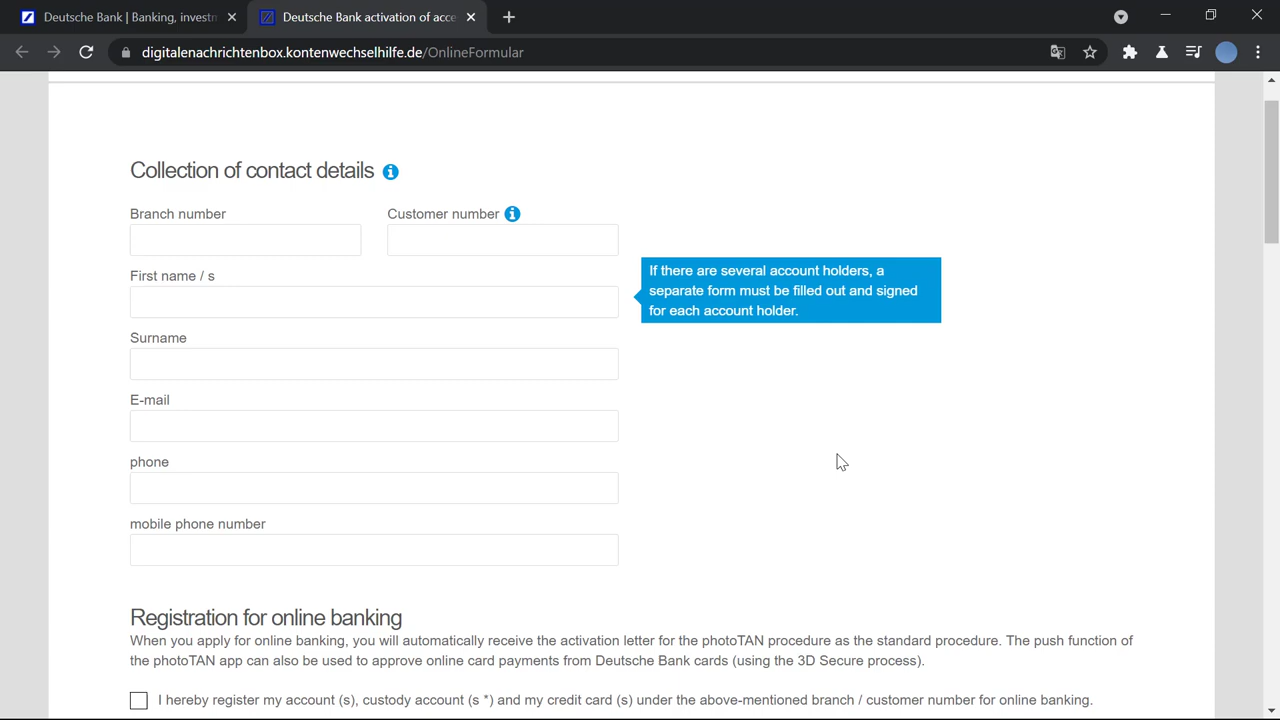 Deutsche Bank | Banking, investm
Deutsche Bank activation of acce
digitalenachrichtenbox.kontenwechselhilfe.de/OnlineFormular
Collection of contact details
Branch number
Customer number
First name / s
If there are several account holders, a
separate form must be filled out and signed
for each account holder.
Surname
E-mail
phone
mobile phone number
Registration for online banking
When you apply for online banking, you will automatically receive the activation letter for the photoTAN procedure as the standard procedure. The push function of
the photoTAN app can also be used to approve online card payments from Deutsche Bank cards (using the 3D Secure process).
I hereby register my account (s), custody account (s *) and my credit card (s) under the above-mentioned branch / customer number for online banking.